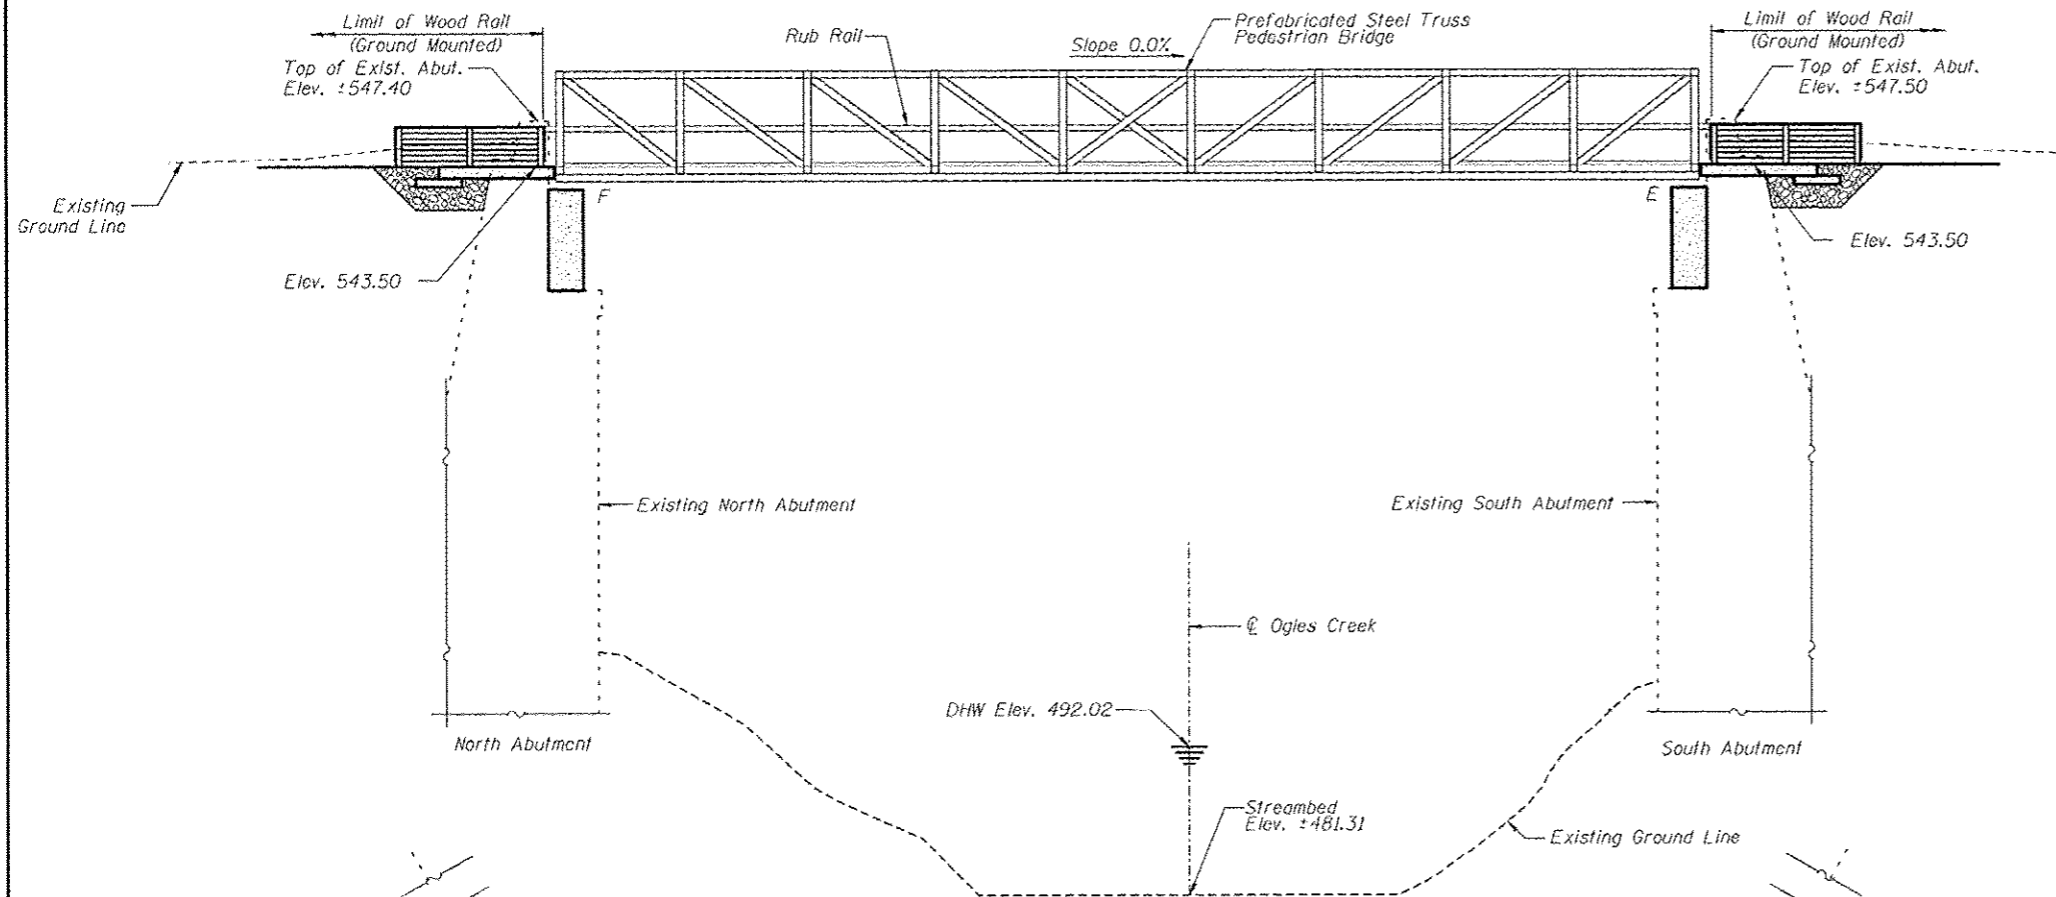 Limit of Wood Rail
(Ground Mounted)
Top of Exist. Abut.
Elev. ±547.40
Rub Rail
Slope 0.0%
Prefabricated Steel Truss
Pedestrian Bridge
Limit of Wood Rail
(Ground Mounted)
Top of Exist. Abut.
Elev. ±547.50
Existing
Ground Line
F
E
Elev. 543.50
Elev. 543.50
Existing North Abutment
Existing South Abutment
℄ Ogles Creek
DHW Elev. 492.02
North Abutment
South Abutment
Streambed
Elev. ±481.31
Existing Ground Line